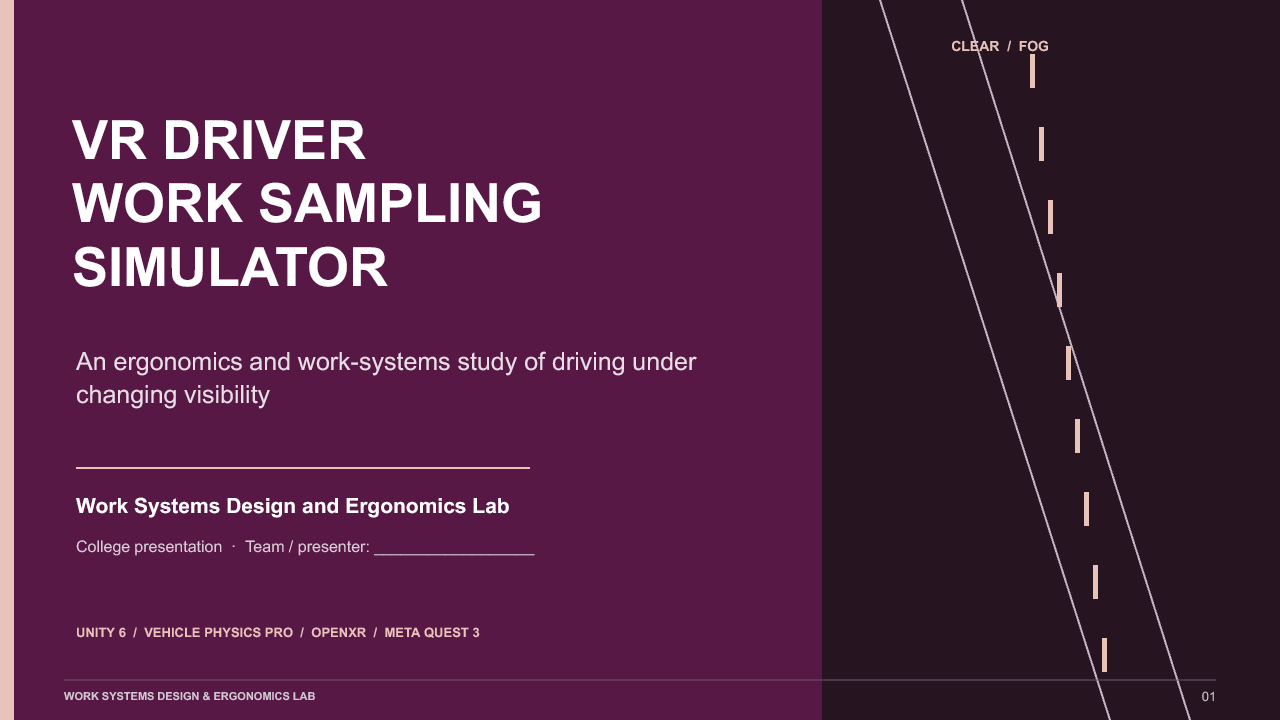 CLEAR / FOG
VR DRIVER
WORK SAMPLING
SIMULATOR
An ergonomics and work-systems study of driving under
changing visibility
Work Systems Design and Ergonomics Lab
College presentation · Team / presenter: __________________
UNITY 6 / VEHICLE PHYSICS PRO / OPENXR / META QUEST 3
WORK SYSTEMS DESIGN & ERGONOMICS LAB
01